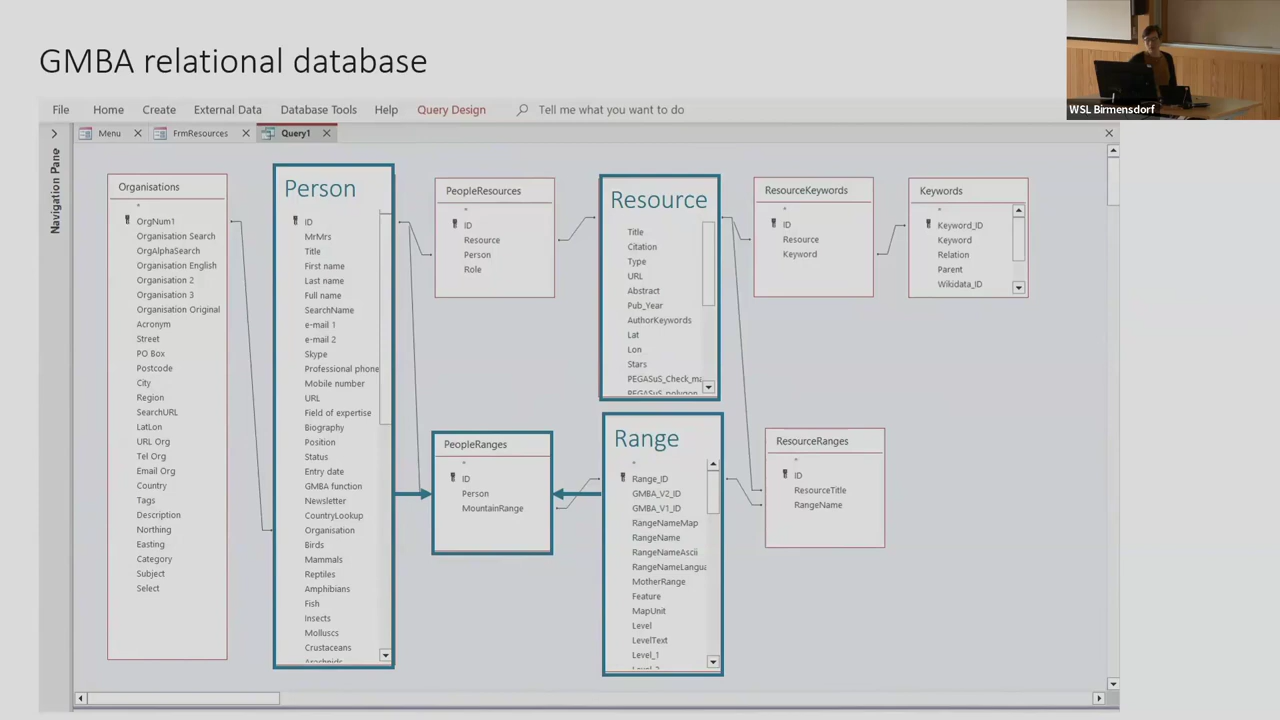 GMBA relational database
WSL Birmensdorf
File
Home
Create
External Data
Database Tools
Help
Query Design
Tell me what you want to do
Menu
FrmResources
Query1
Navigation Pane
Organisations
*
OrgNum1
Organisation Search
OrgAlphaSearch
Organisation English
Organisation 2
Organisation 3
Organisation Original
Acronym
Street
PO Box
Postcode
City
Region
SearchURL
LatLon
URL Org
Tel Org
Email Org
Country
Tags
Description
Northing
Easting
Category
Subject
Select
Person
ID
MrMrs
Title
First name
Last name
Full name
SearchName
e-mail 1
e-mail 2
Skype
Professional phone
Mobile number
URL
Field of expertise
Biography
Position
Status
Entry date
GMBA function
Newsletter
CountryLookup
Organisation
Birds
Mammals
Reptiles
Amphibians
Fish
Insects
Molluscs
Crustaceans
Arachnids
PeopleResources
*
ID
Resource
Person
Role
PeopleRanges
*
ID
Person
MountainRange
Resource
Title
Citation
Type
URL
Abstract
Pub_Year
AuthorKeywords
Lat
Lon
Stars
PEGASuS_Check_ma
PEGASuS_polygon
Range
*
Range_ID
GMBA_V2_ID
GMBA_V1_ID
RangeNameMap
RangeName
RangeNameAscii
RangeNameLangua
MotherRange
Feature
MapUnit
Level
LevelText
Level_1
Level_2
ResourceKeywords
*
ID
Resource
Keyword
ResourceRanges
*
ID
ResourceTitle
RangeName
Keywords
*
Keyword_ID
Keyword
Relation
Parent
Wikidata_ID